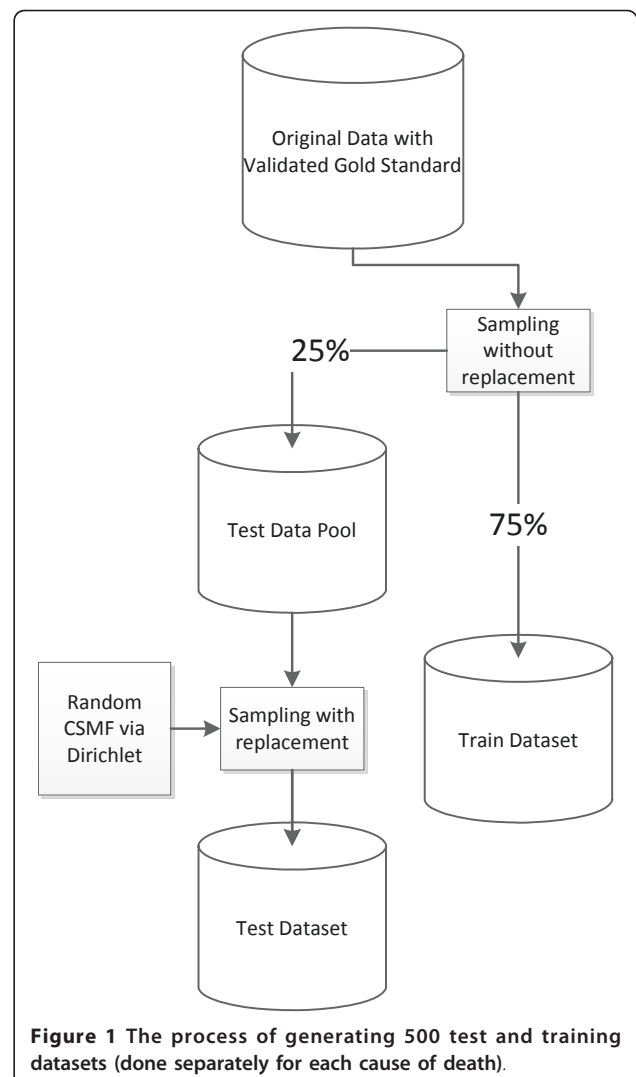 Original Data with
Validated Gold Standard
Sampling
without
replacement
25%
75%
Test Data Pool
Random
CSMF via
Dirichlet
Sampling with
replacement
Train Dataset
Test Dataset
Figure 1 The process of generating 500 test and training
datasets (done separately for each cause of death).